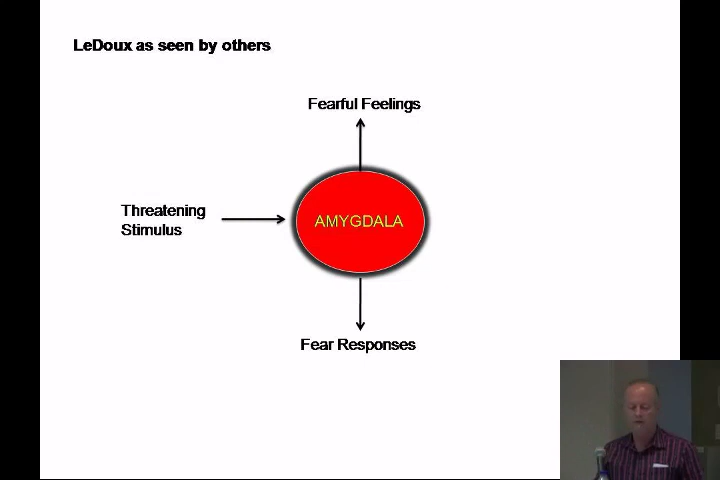 LeDoux as seen by others
Fearful Feelings
Threatening
Stimulus
AMYGDALA
Fear Responses